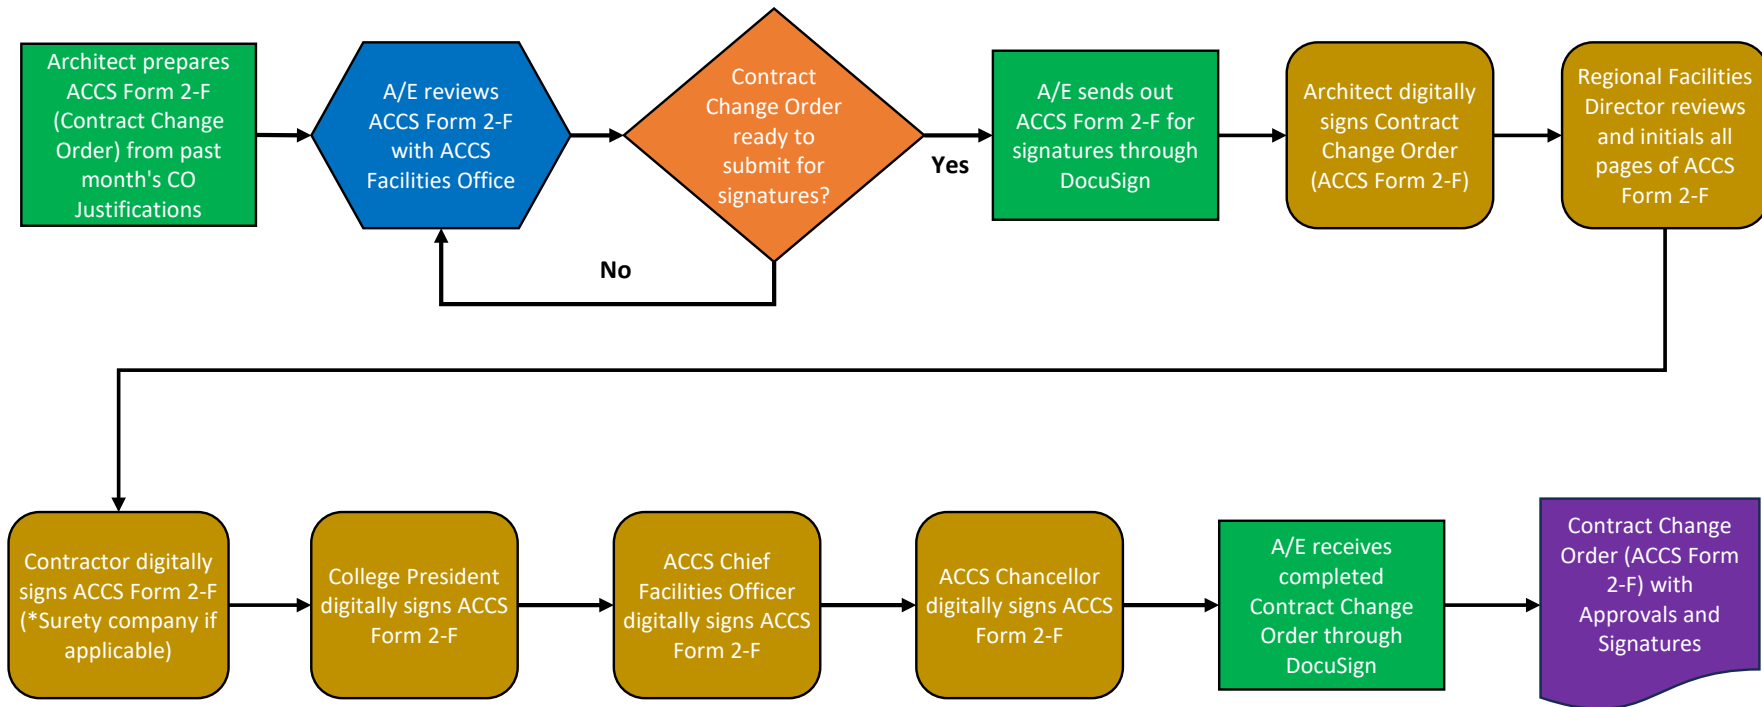 Architect prepares
ACCS Form 2-F
(Contract Change
Order) from past
month's CO
Justifications
A/E reviews
ACCS Form 2-F
with ACCS
Facilities Office
Contract
Change Order
ready to
submit for
signatures?
Yes
No
A/E sends out
ACCS Form 2-F for
signatures through
DocuSign
Architect digitally
signs Contract
Change Order
(ACCS Form 2-F)
Regional Facilities
Director reviews
and initials all
pages of ACCS
Form 2-F
Contractor digitally
signs ACCS Form 2-F
(*Surety company if
applicable)
College President
digitally signs ACCS
Form 2-F
ACCS Chief
Facilities Officer
digitally signs ACCS
Form 2-F
ACCS Chancellor
digitally signs ACCS
Form 2-F
A/E receives
completed
Contract Change
Order through
DocuSign
Contract Change
Order (ACCS Form
2-F) with
Approvals and
Signatures